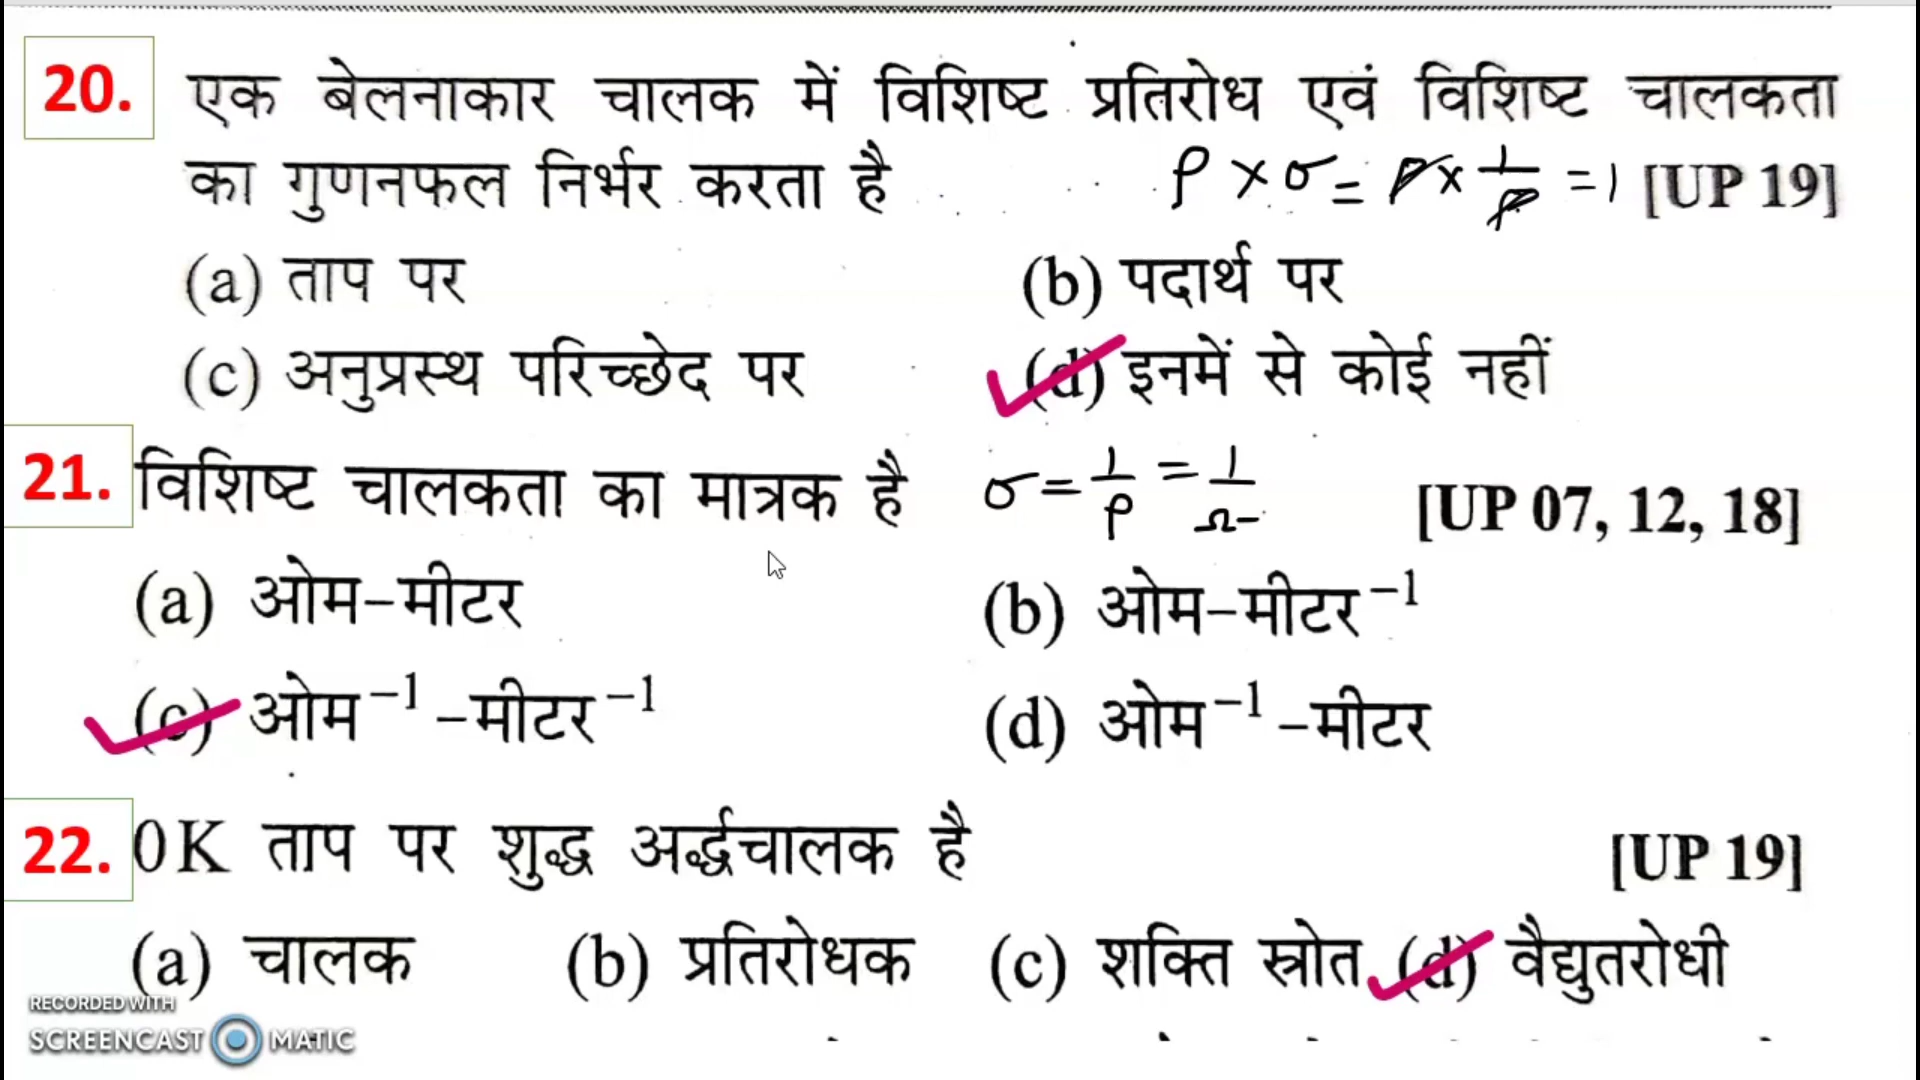 20. एक बेलनाकार चालक में विशिष्ट प्रतिरोध एवं विशिष्ट चालकता
का गुणनफल निर्भर करता है ρ × σ = ρ × 1/ρ = 1 [UP 19]
(a) ताप पर (b) पदार्थ पर
(c) अनुप्रस्थ परिच्छेद पर (d) इनमें से कोई नहीं
21. विशिष्ट चालकता का मात्रक है σ = 1/ρ = 1/Ω- [UP 07, 12, 18]
(a) ओम-मीटर (b) ओम-मीटर⁻¹
(c) ओम⁻¹-मीटर⁻¹ (d) ओम⁻¹-मीटर
22. 0 K ताप पर शुद्ध अर्द्धचालक है [UP 19]
(a) चालक (b) प्रतिरोधक (c) शक्ति स्रोत (d) वैद्युतरोधी
RECORDED WITH
SCREENCAST MATIC